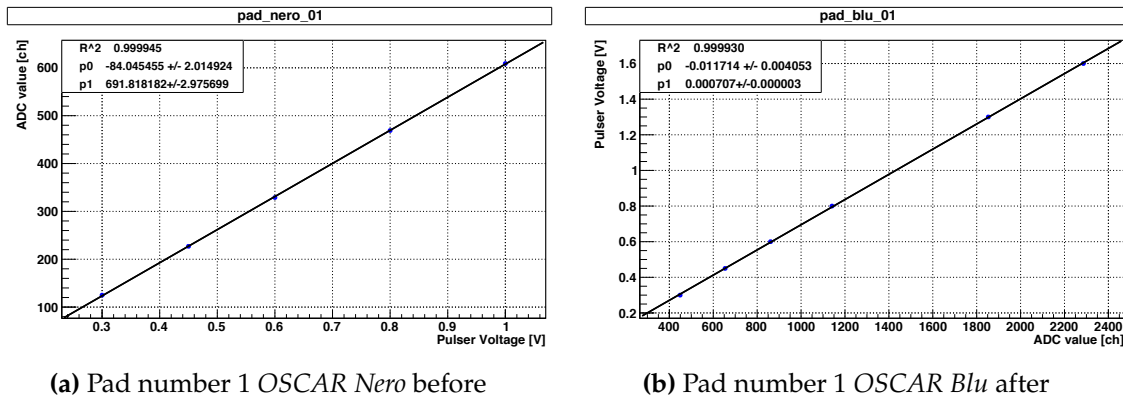 pad_nero_01
R^2 0.999945
p0 -84.045455 +/- 2.014924
p1 691.818182+/-2.975699
ADC value [ch]
600
500
400
300
200
100
0.3 0.4 0.5 0.6 0.7 0.8 0.9 1
Pulser Voltage [V]
(a) Pad number 1 OSCAR Nero before
pad_blu_01
R^2 0.999930
p0 -0.011714 +/- 0.004053
p1 0.000707+/-0.000003
Pulser Voltage [V]
1.6
1.4
1.2
1
0.8
0.6
0.4
0.2
400 600 800 1000 1200 1400 1600 1800 2000 2200 2400
ADC value [ch]
(b) Pad number 1 OSCAR Blu after